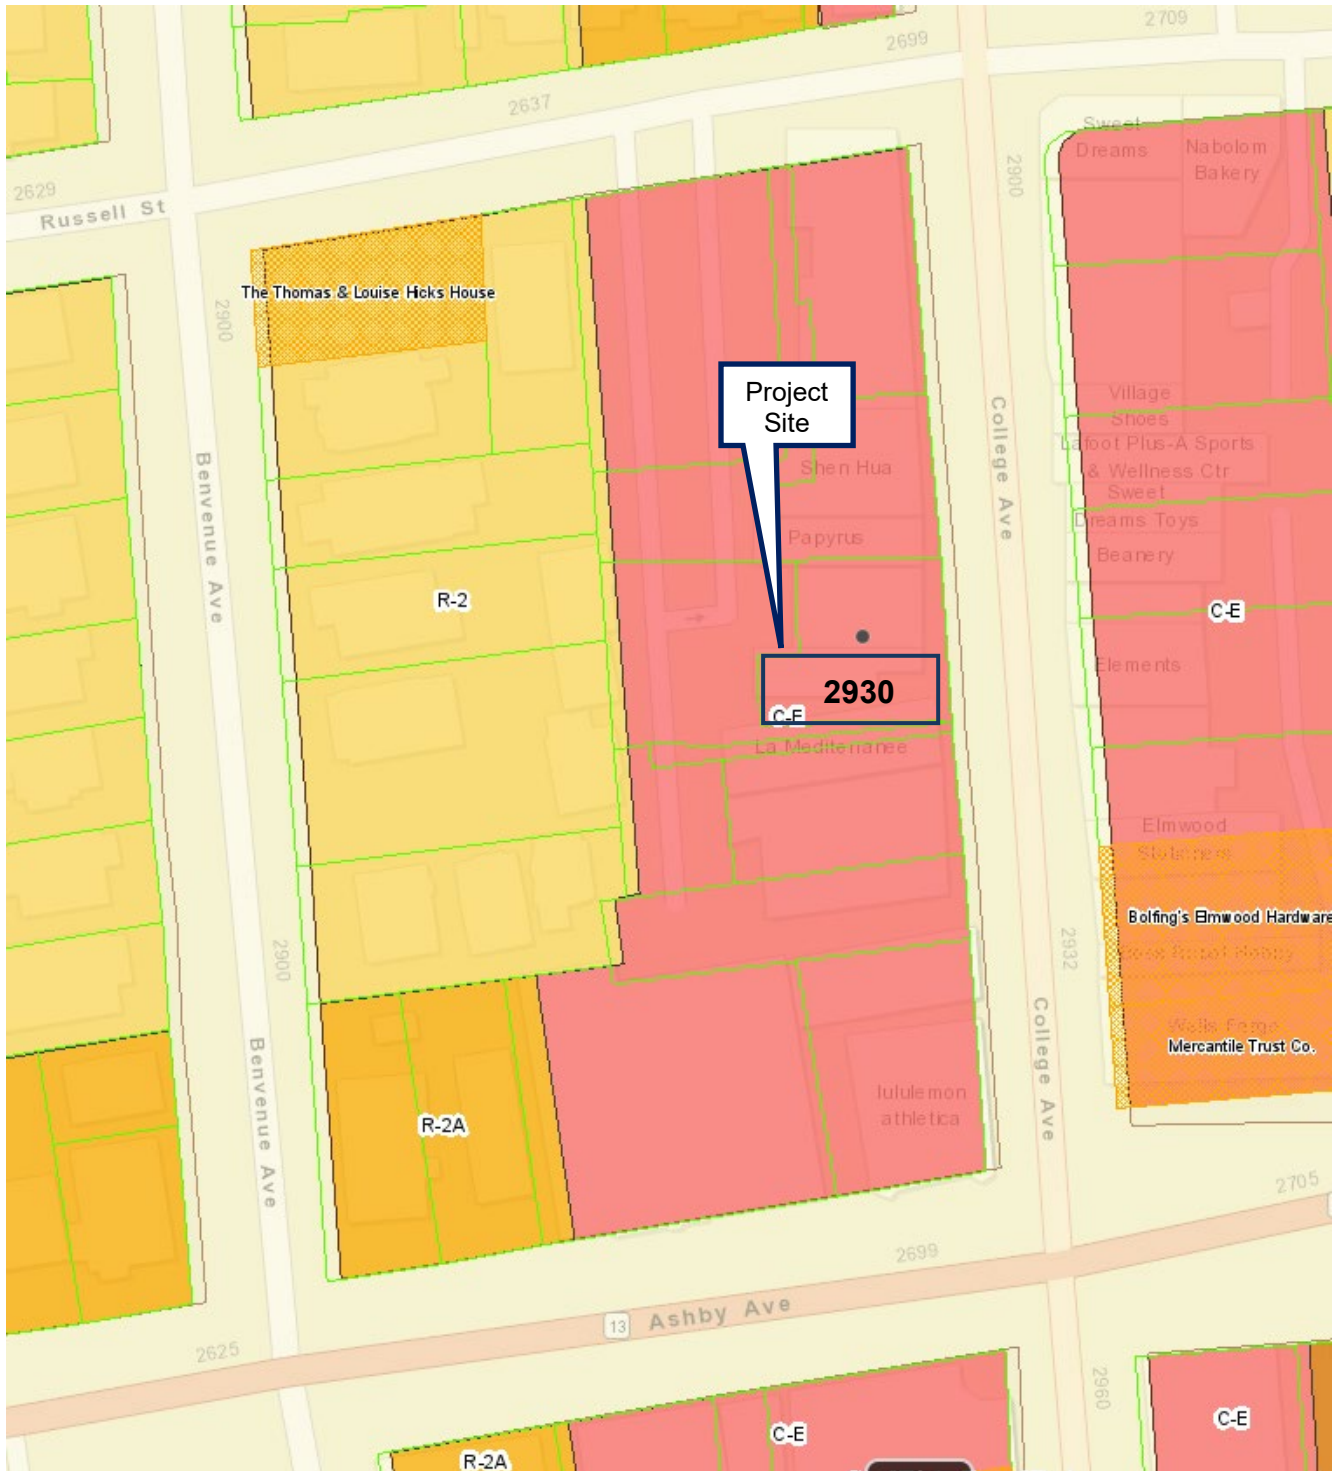 2709
2699
2637
Sweet
Dreams
Nabolom
Bakery
2629
Russell St
2900
The Thomas & Louise Hicks House
2900
Project
Site
Village
Shoes
College Ave
Lafoot Plus-A Sports
& Wellness Ctr
Shen Hua
Sweet
Dreams Toys
Benvenue Ave
Papyrus
Beanery
R-2
C-E
Elements
2930
C-E
La Mediterranee
Elmwood
Stationers
Bolfing's Elmwood Hardware
2900
2932
Wells Fargo
Mercantile Trust Co.
College Ave
Benvenue Ave
lululemon
athletica
R-2A
2705
2699
13
Ashby Ave
2625
2960
C-E
C-E
R-2A